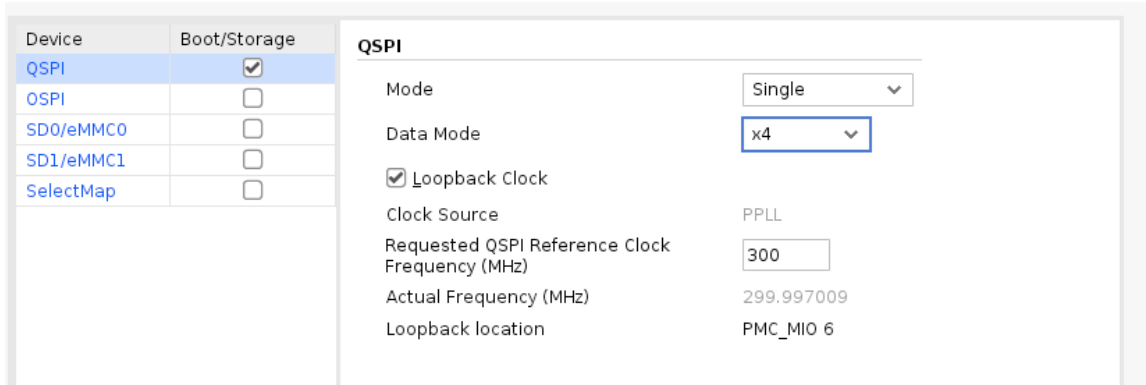 Device Boot/Storage
QSPI
OSPI
SD0/eMMC0
SD1/eMMC1
SelectMap
QSPI
Mode Single
Data Mode x4
Loopback Clock
Clock Source PPLL
Requested QSPI Reference Clock
Frequency (MHz) 300
Actual Frequency (MHz) 299.997009
Loopback location PMC_MIO 6